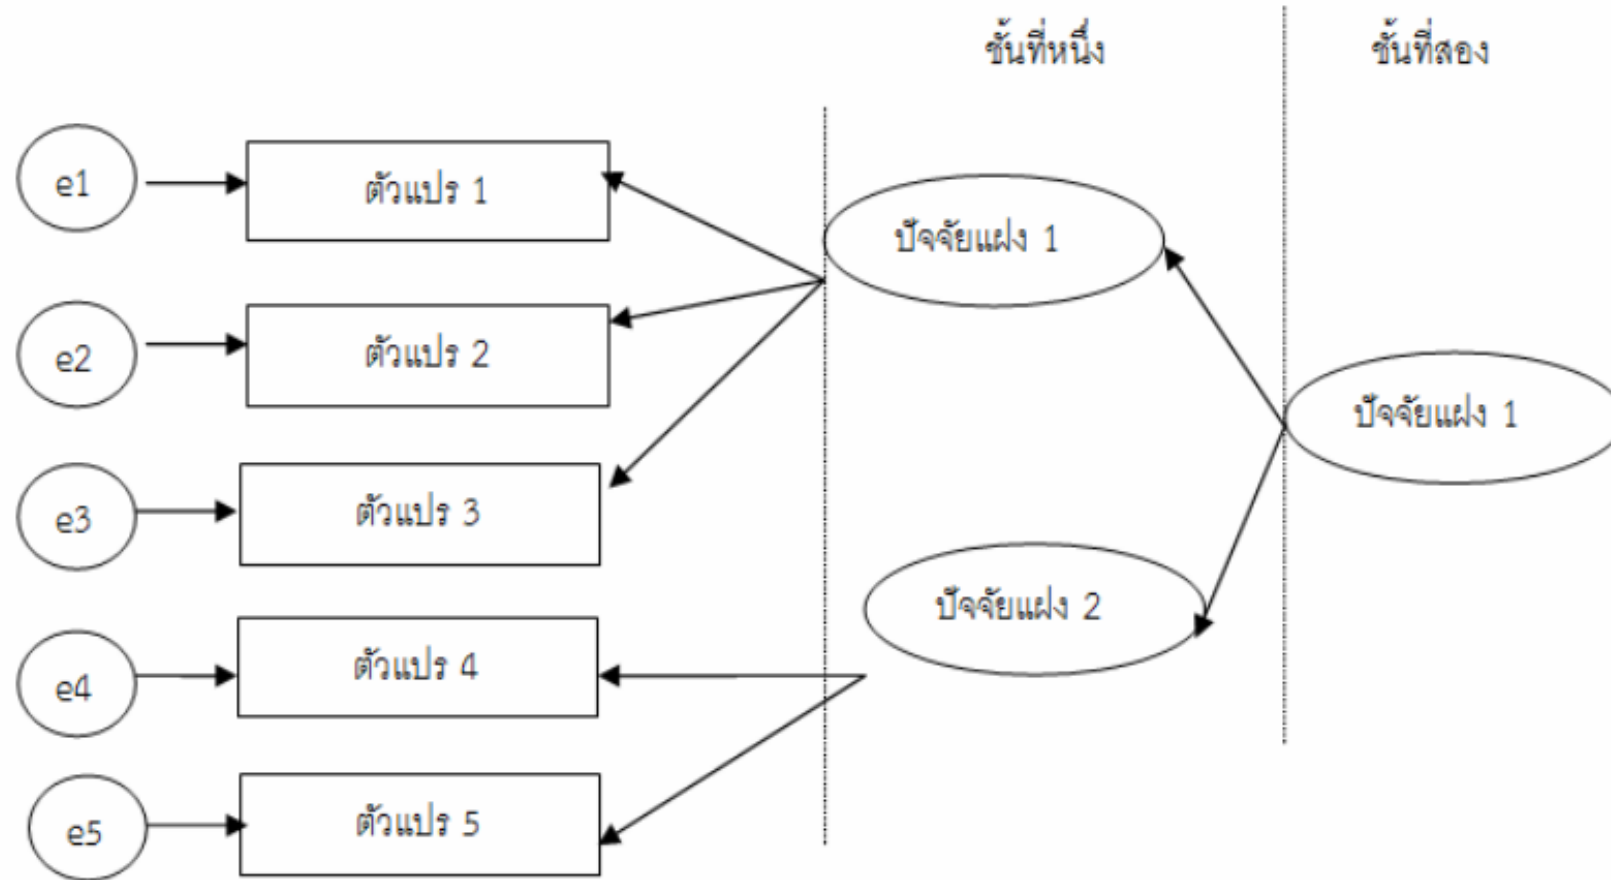 ชั้นที่หนึ่ง ชั้นที่สอง
e1 ตัวแปร 1
ปัจจัยแฝง 1
e2 ตัวแปร 2
ปัจจัยแฝง 1
e3 ตัวแปร 3
ปัจจัยแฝง 2
e4 ตัวแปร 4
e5 ตัวแปร 5